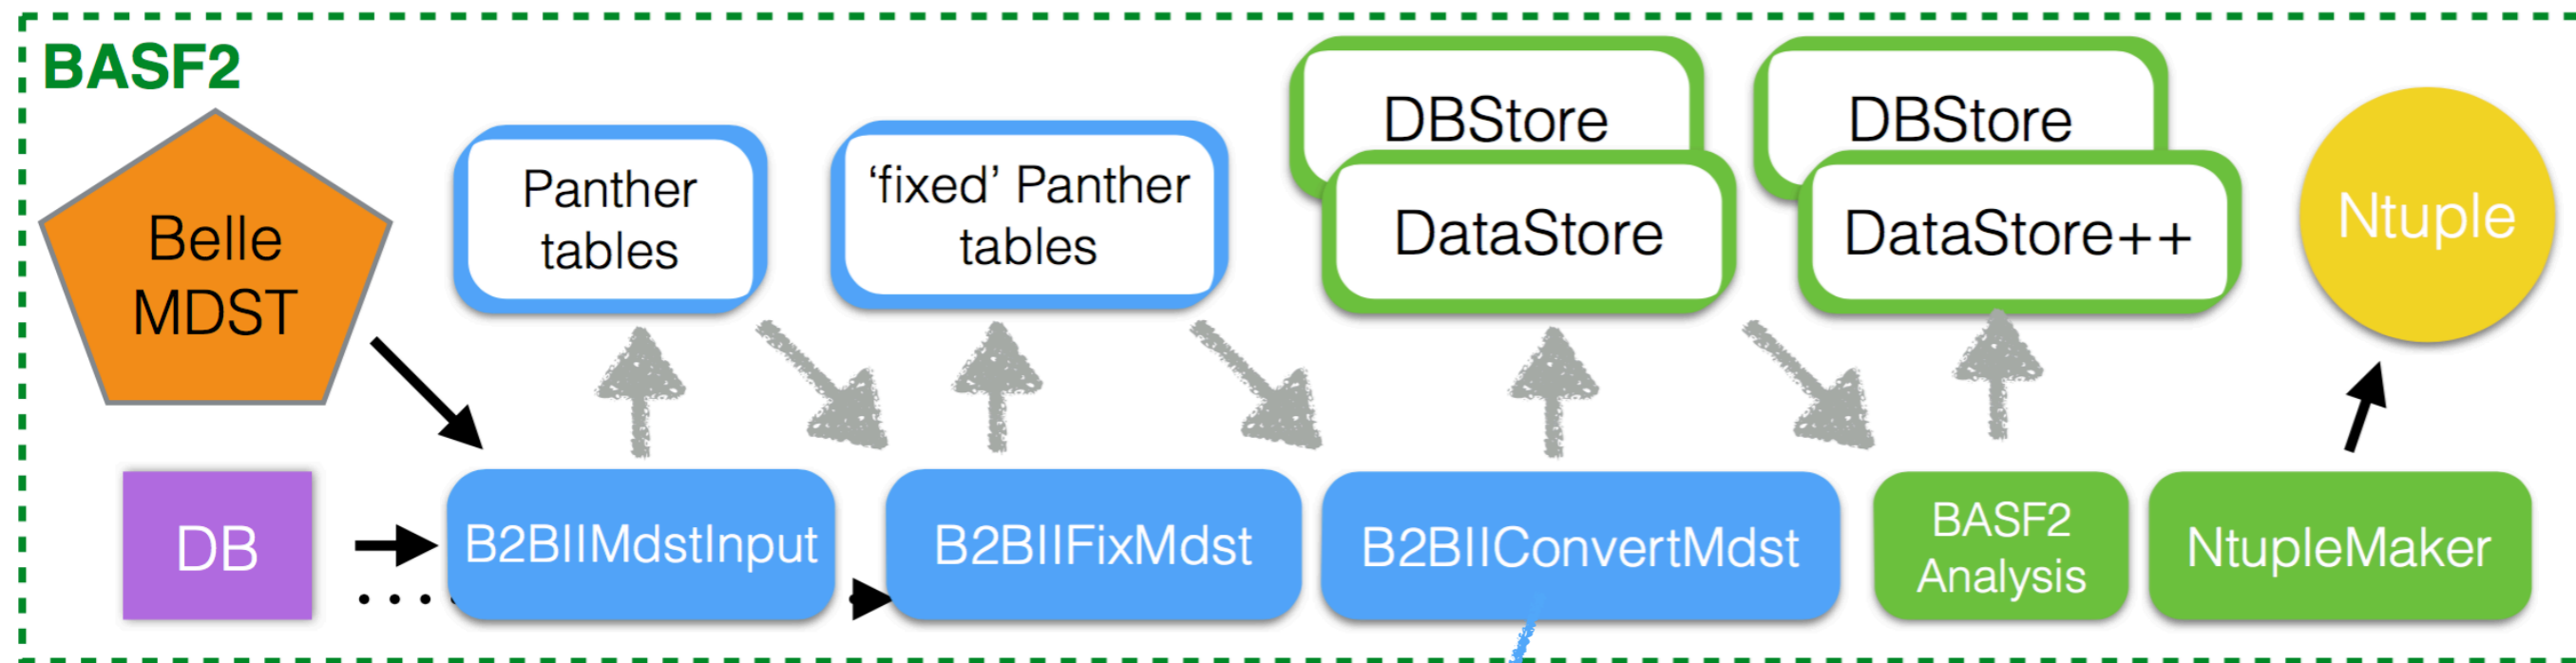 BASF2
Belle
MDST
Panther
tables
‘fixed’ Panther
tables
DBStore
DataStore
DBStore
DataStore++
Ntuple
DB
B2BIIMdstInput
B2BIIFixMdst
B2BIIConvertMdst
BASF2
Analysis
NtupleMaker